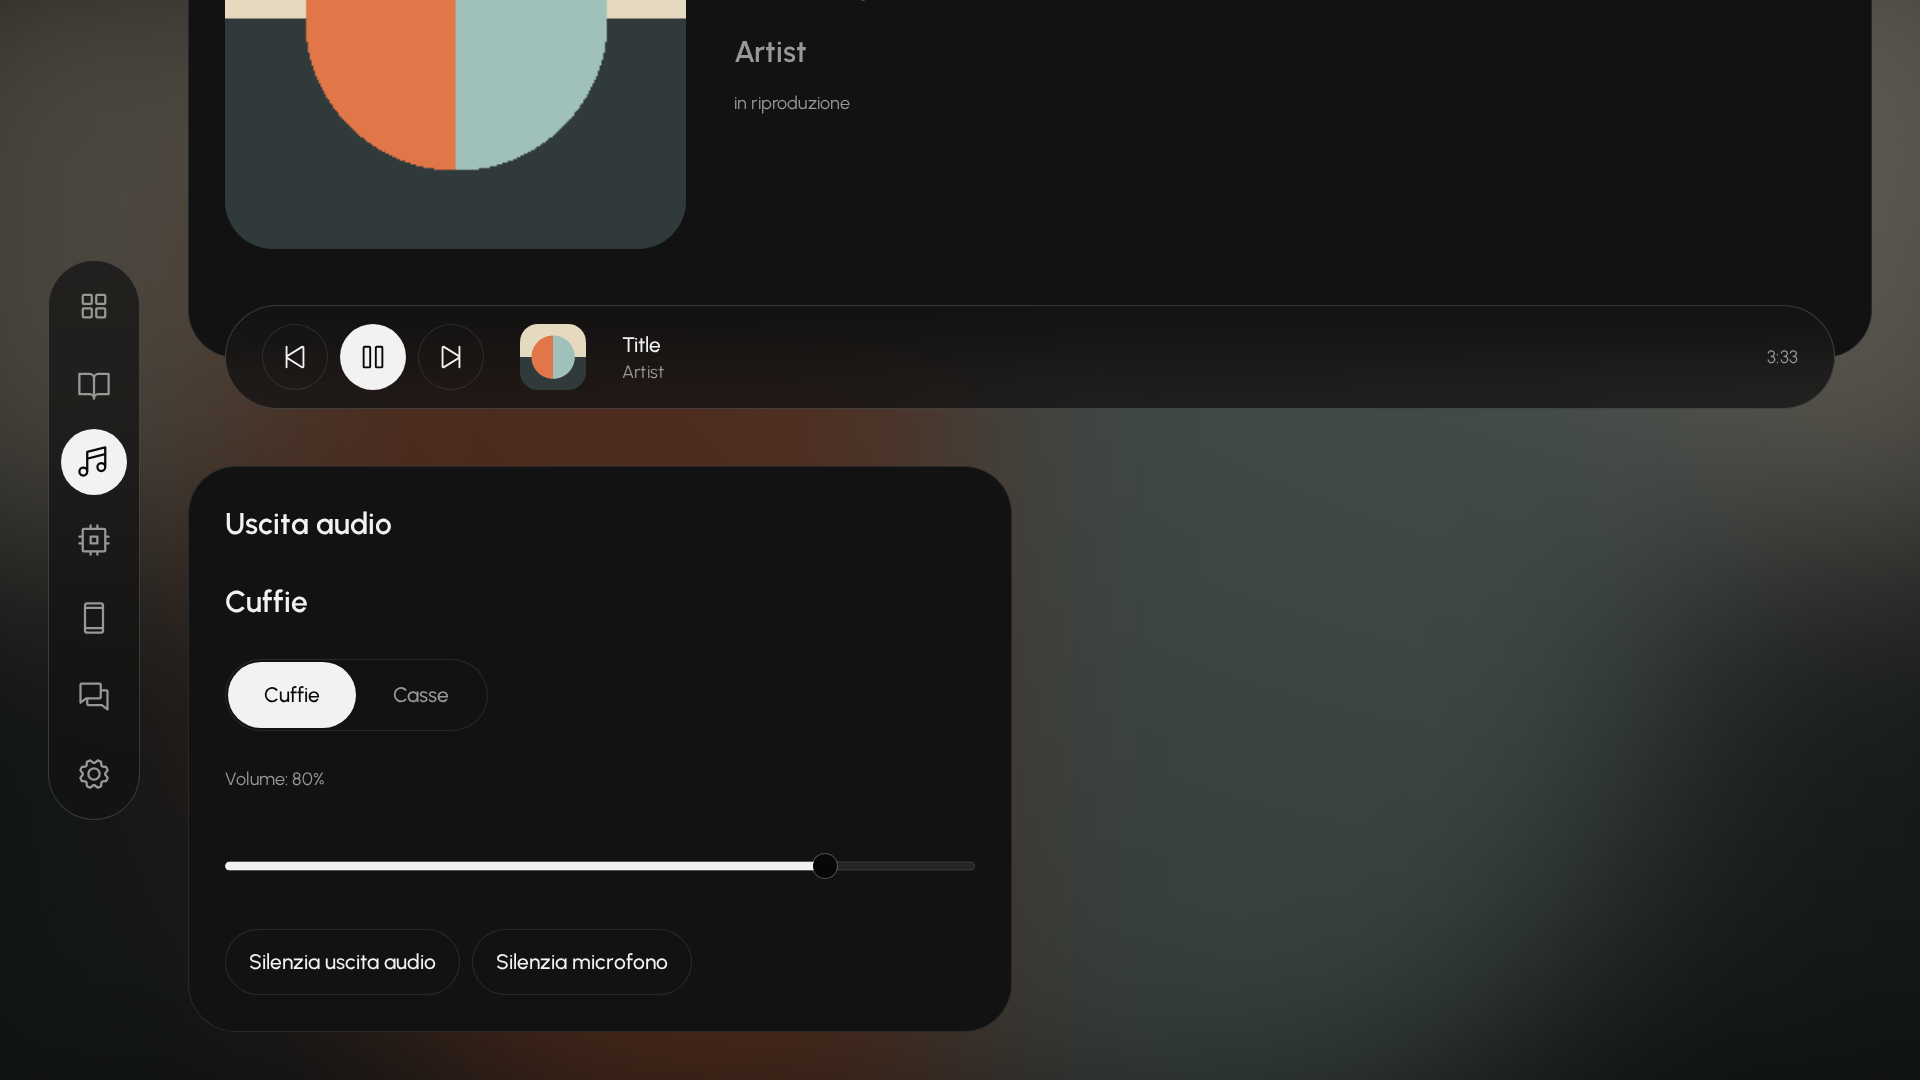 Artist
in riproduzione
Title
Artist
3:33
Uscita audio
Cuffie
Cuffie
Casse
Volume: 80%
Silenzia uscita audio
Silenzia microfono